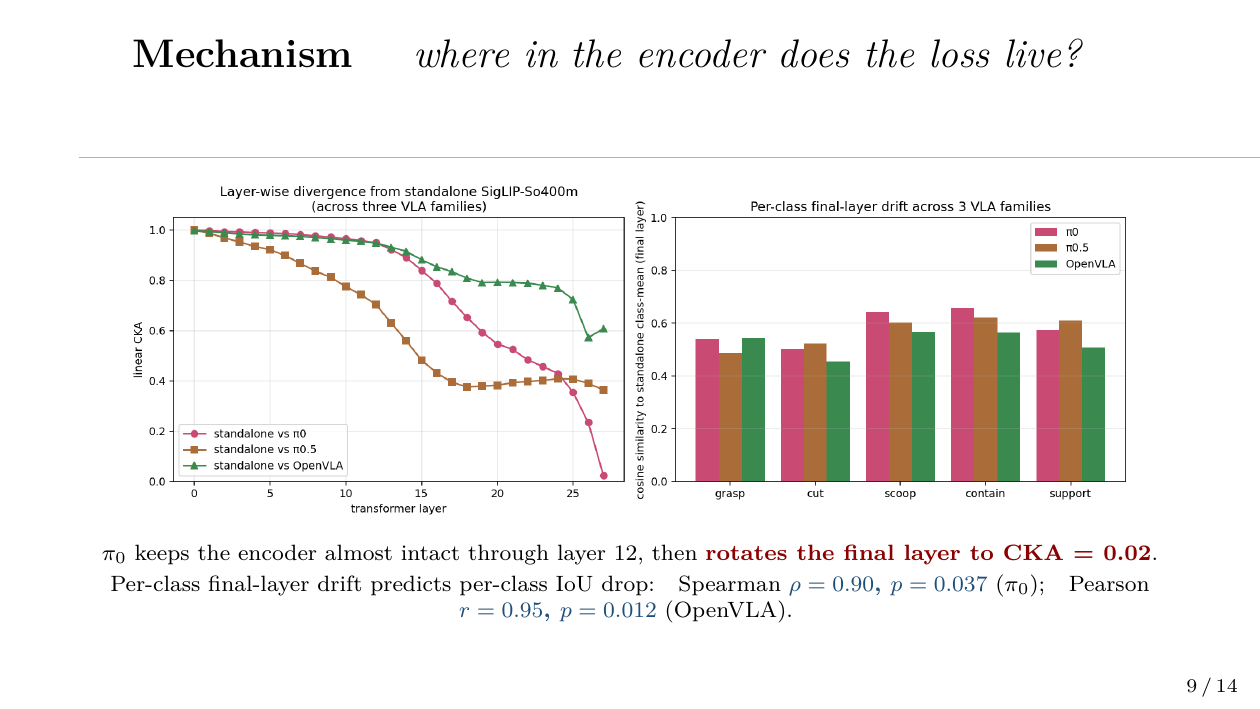 Mechanism where in the encoder does the loss live?
Layer-wise divergence from standalone SigLIP-So400m
(across three VLA families)
linear CKA
1.0
0.8
0.6
0.4
0.2
0.0
standalone vs π0
standalone vs π0.5
standalone vs OpenVLA
0 5 10 15 20 25
transformer layer
Per-class final-layer drift across 3 VLA families
cosine similarity to standalone class-mean (final layer)
1.0
0.8
0.6
0.4
0.2
0.0
π0
π0.5
OpenVLA
grasp cut scoop contain support
π₀ keeps the encoder almost intact through layer 12, then rotates the final layer to CKA = 0.02.
Per-class final-layer drift predicts per-class IoU drop: Spearman ρ = 0.90, p = 0.037 (π₀); Pearson
r = 0.95, p = 0.012 (OpenVLA).
9 / 14